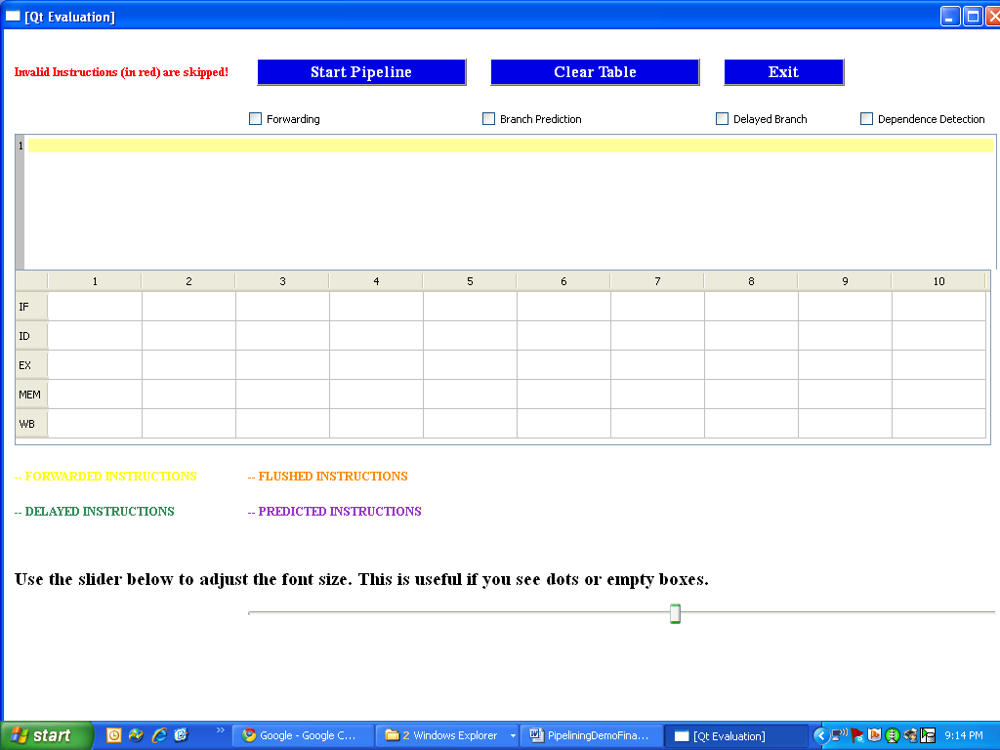 [Qt Evaluation]
Invalid Instructions (in red) are skipped! Start Pipeline Clear Table Exit
Forwarding Branch Prediction Delayed Branch Dependence Detection
1
1 2 3 4 5 6 7 8 9 10
IF
ID
EX
MEM
WB
-- FORWARDED INSTRUCTIONS -- FLUSHED INSTRUCTIONS
-- DELAYED INSTRUCTIONS -- PREDICTED INSTRUCTIONS
Use the slider below to adjust the font size. This is useful if you see dots or empty boxes.
start Google - Google C... 2 Windows Explorer PipeliningDemoFina... [Qt Evaluation] 9:14 PM